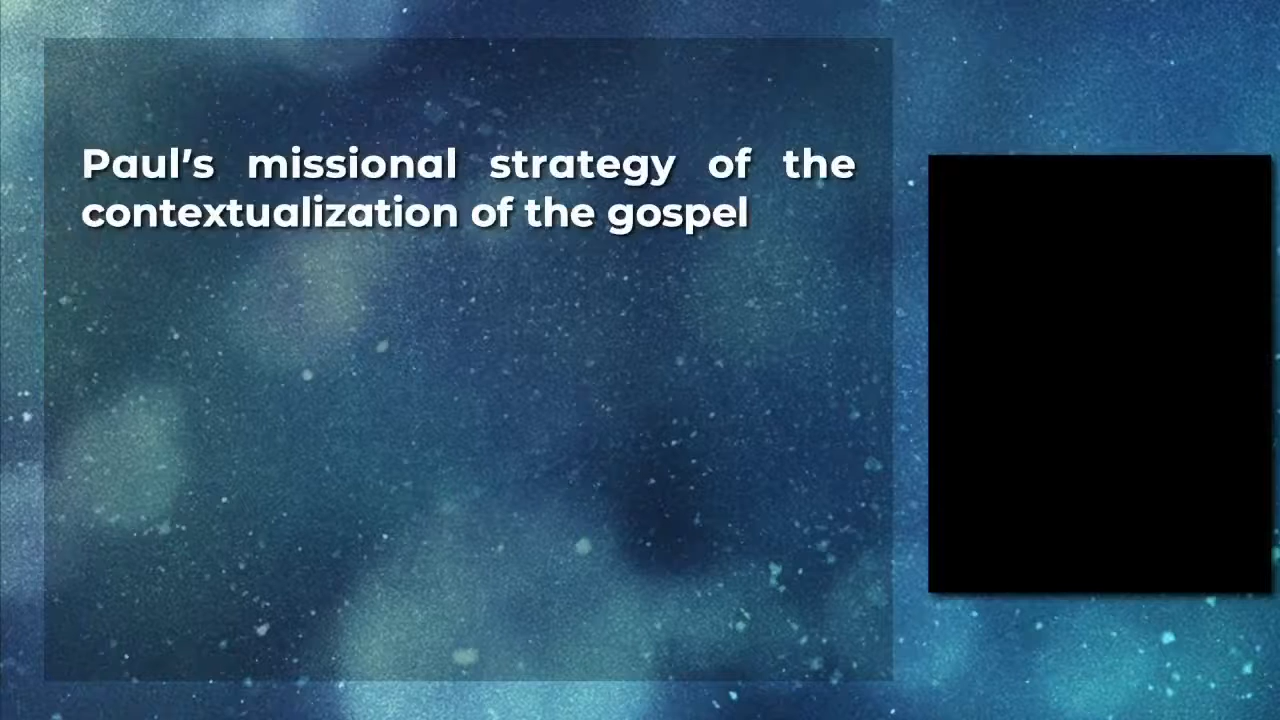 Paul’s missional strategy of the
contextualization of the gospel